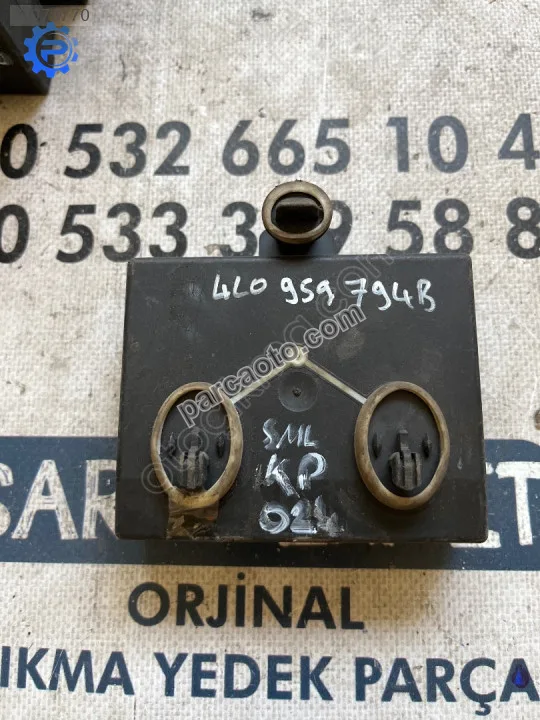 0 532 665 10 4
0 533 3 9 58 8
4L0 959 794B
parcaoto.com
SML
KP
024
SAR
ET
ORJİNAL
IKMA YEDEK PARÇA